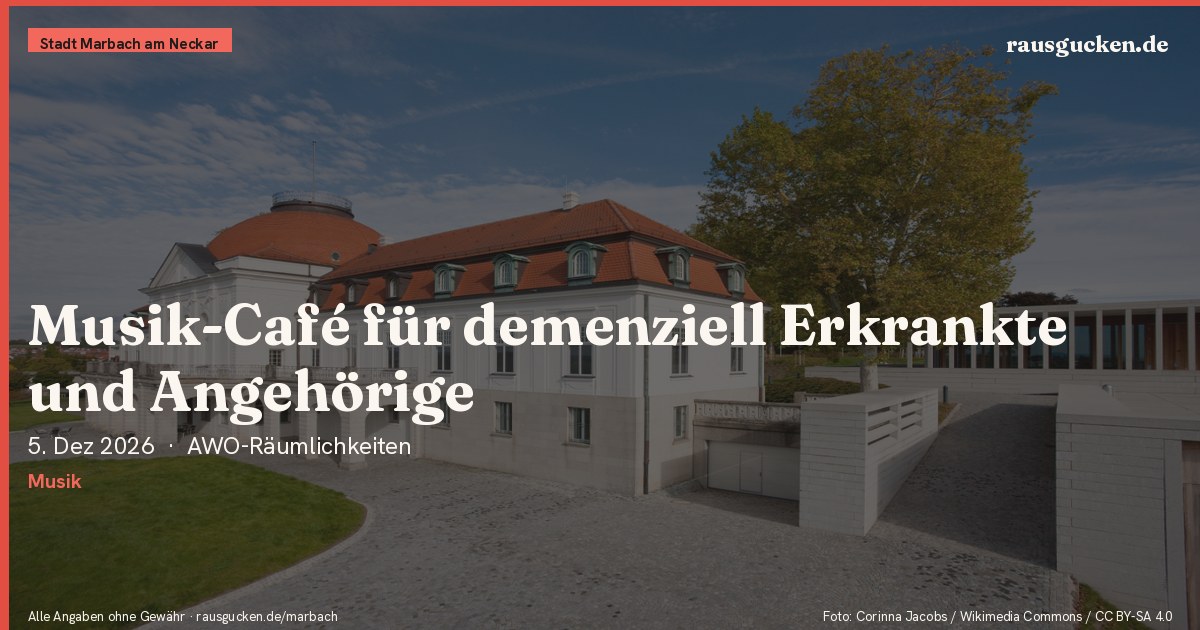 Stadt Marbach am Neckar
rausgucken.de
Musik-Café für demenziell Erkrankte
und Angehörige
5. Dez 2026 · AWO-Räumlichkeiten
Musik
Alle Angaben ohne Gewähr · rausgucken.de/marbach
Foto: Corinna Jacobs / Wikimedia Commons / CC BY-SA 4.0